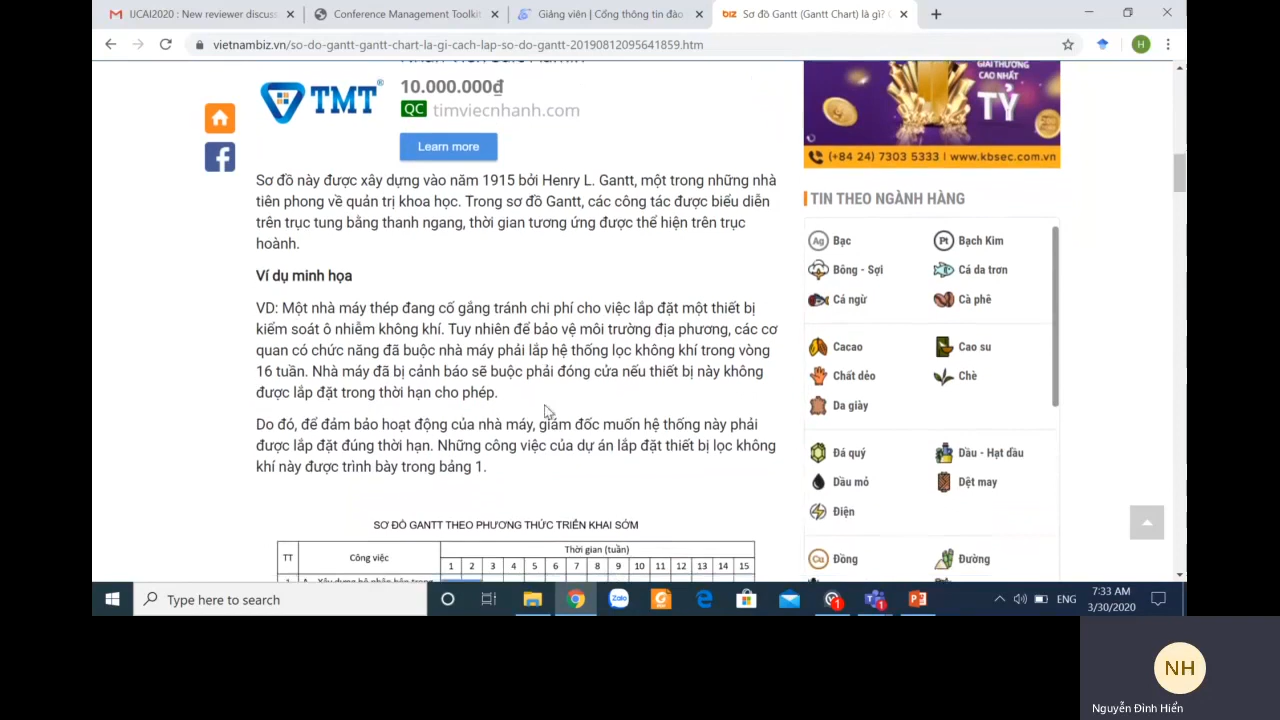 IJCAI2020 : New reviewer discuss
Conference Management Toolkit
Giảng viên | Cổng thông tin đào
biz Sơ đồ Gantt (Gantt Chart) là gì? C
vietnambiz.vn/so-do-gantt-gantt-chart-la-gi-cach-lap-so-do-gantt-20190812095641859.htm
H
TMT
10.000.000₫
QC timviecnhanh.com
Learn more
GIẢI THƯỞNG
CAO NHẤT
TỶ
(+84 24) 7303 5333 | www.kbsec.com.vn
Sơ đồ này được xây dựng vào năm 1915 bởi Henry L. Gantt, một trong những nhà
tiên phong về quản trị khoa học. Trong sơ đồ Gantt, các công tác được biểu diễn
trên trục tung bằng thanh ngang, thời gian tương ứng được thể hiện trên trục
hoành.
Ví dụ minh họa
VD: Một nhà máy thép đang cố gắng tránh chi phí cho việc lắp đặt một thiết bị
kiểm soát ô nhiễm không khí. Tuy nhiên để bảo vệ môi trường địa phương, các cơ
quan có chức năng đã buộc nhà máy phải lắp hệ thống lọc không khí trong vòng
16 tuần. Nhà máy đã bị cảnh báo sẽ buộc phải đóng cửa nếu thiết bị này không
được lắp đặt trong thời hạn cho phép.
Do đó, để đảm bảo hoạt động của nhà máy, giám đốc muốn hệ thống này phải
được lắp đặt đúng thời hạn. Những công việc của dự án lắp đặt thiết bị lọc không
khí này được trình bày trong bảng 1.
SƠ ĐỒ GANTT THEO PHƯƠNG THỨC TRIỂN KHAI SỚM
TT Công việc Thời gian (tuần)
1 2 3 4 5 6 7 8 9 10 11 12 13 14 15
TIN THEO NGÀNH HÀNG
Ag Bạc Pt Bạch Kim
Bông - Sợi Cá da trơn
Cá ngừ Cà phê
Cacao Cao su
Chất dẻo Chè
Da giày
Đá quý Dầu - Hạt dầu
Dầu mỏ Dệt may
Điện
Cu Đồng Đường
Type here to search
Zalo
1
1
ENG
7:33 AM
3/30/2020
NH
Nguyễn Đình Hiển